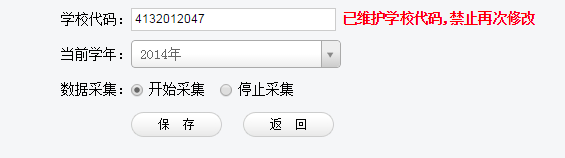 学校代码：4132012047 已维护学校代码,禁止再次修改
当前学年：2014年
数据采集：开始采集 停止采集
保 存 返 回